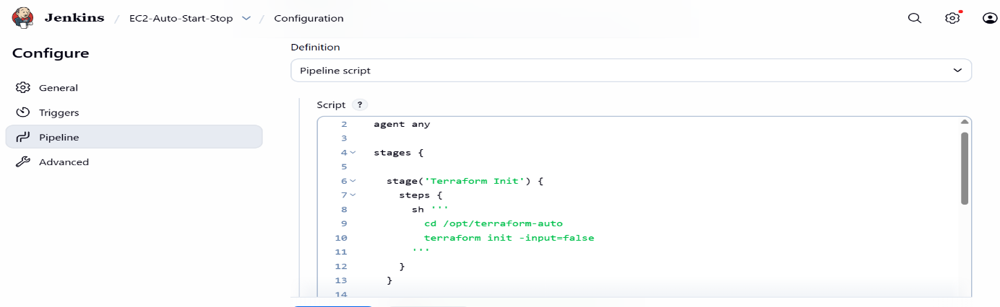 Jenkins / EC2-Auto-Start-Stop / Configuration
Configure
General
Triggers
Pipeline
Advanced
Definition
Pipeline script
Script ?
2 agent any
3
4 stages {
5
6 stage('Terraform Init') {
7 steps {
8 sh '''
9 cd /opt/terraform-auto
10 terraform init -input=false
11 '''
12 }
13 }
14